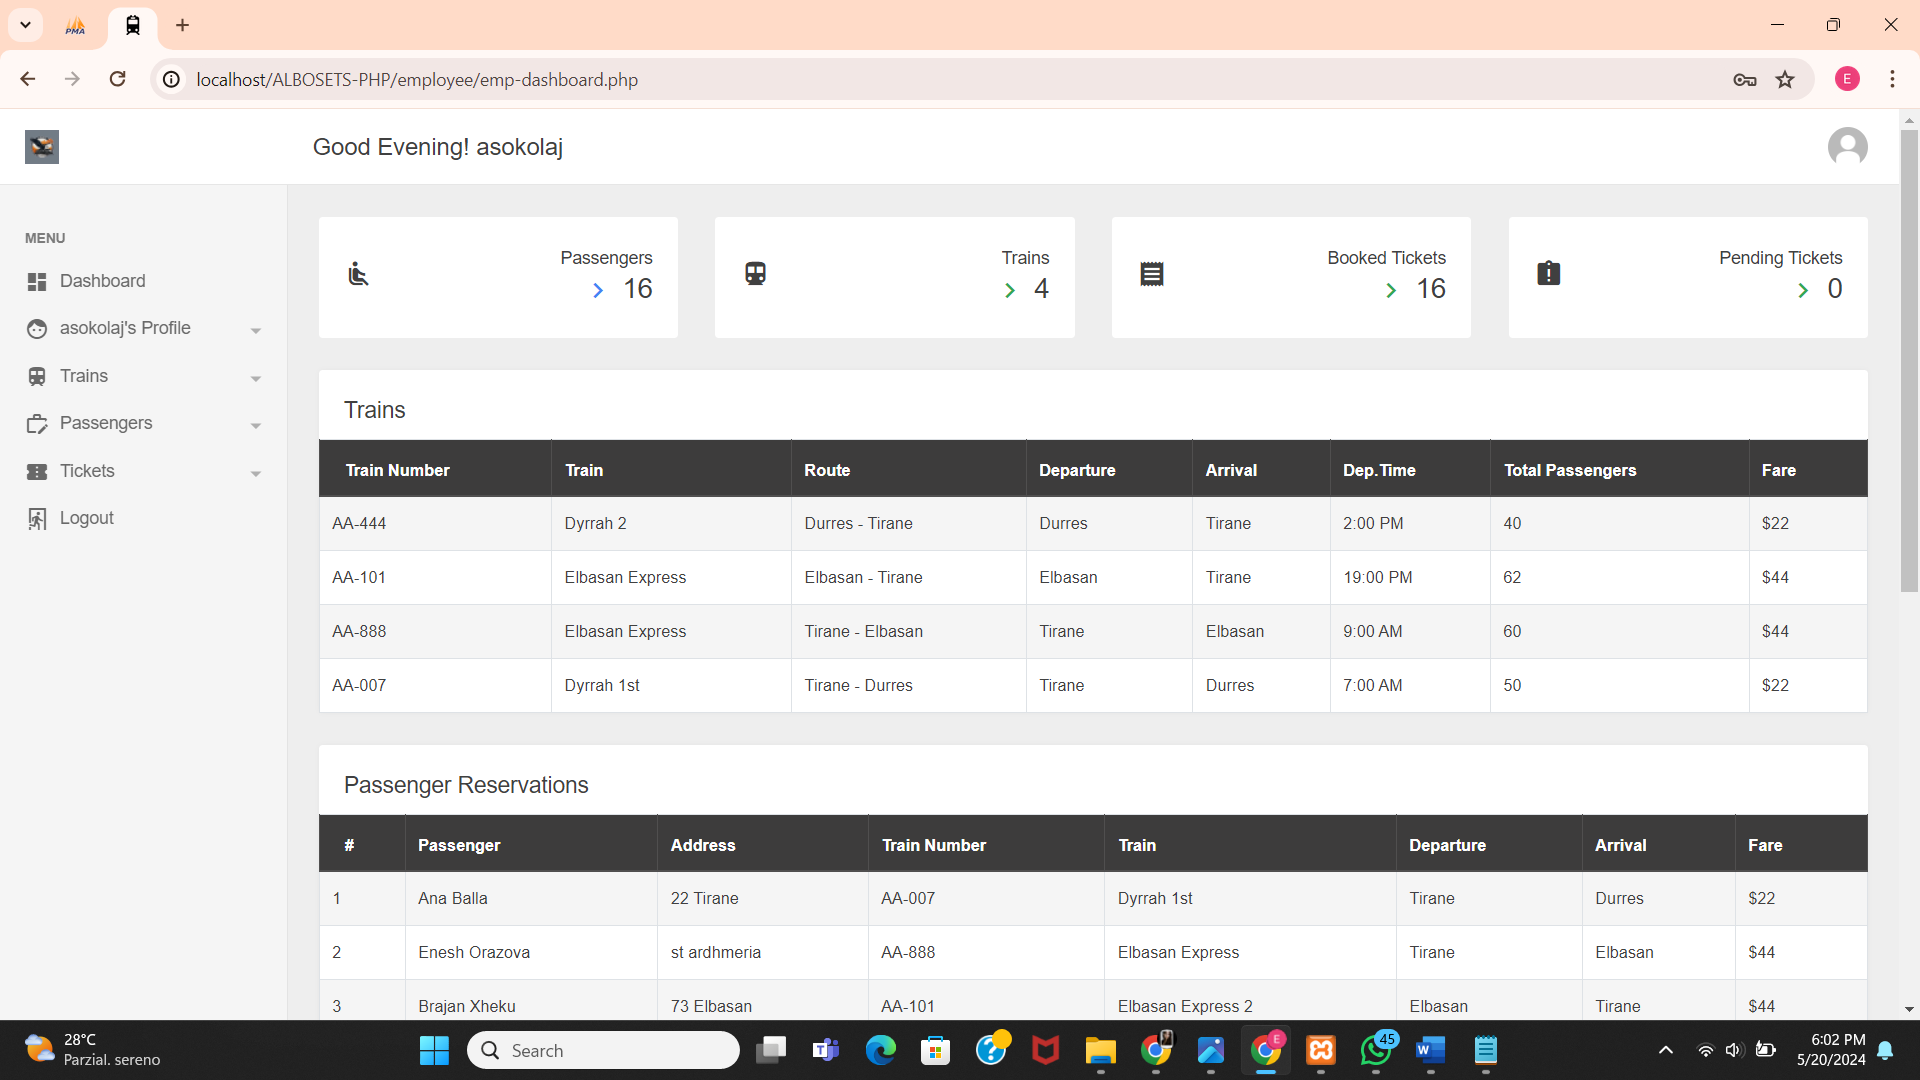 PMA
localhost/ALBOSETS-PHP/employee/emp-dashboard.php
E
Good Evening! asokolaj
MENU
Dashboard
asokolaj's Profile
Trains
Passengers
Tickets
Logout
Passengers
16
Trains
4
Booked Tickets
16
Pending Tickets
0
Trains
Train Number Train Route Departure Arrival Dep.Time Total Passengers Fare
AA-444 Dyrrah 2 Durres - Tirane Durres Tirane 2:00 PM 40 $22
AA-101 Elbasan Express Elbasan - Tirane Elbasan Tirane 19:00 PM 62 $44
AA-888 Elbasan Express Tirane - Elbasan Tirane Elbasan 9:00 AM 60 $44
AA-007 Dyrrah 1st Tirane - Durres Tirane Durres 7:00 AM 50 $22
Passenger Reservations
# Passenger Address Train Number Train Departure Arrival Fare
1 Ana Balla 22 Tirane AA-007 Dyrrah 1st Tirane Durres $22
2 Enesh Orazova st ardhmeria AA-888 Elbasan Express Tirane Elbasan $44
3 Brajan Xheku 73 Elbasan AA-101 Elbasan Express 2 Elbasan Tirane $44
28°C
Parzial. sereno
Search
E
45
6:02 PM
5/20/2024